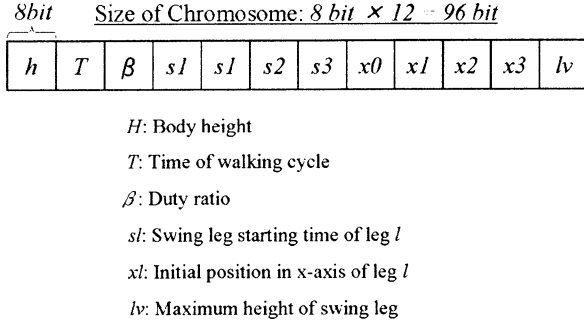 8bit Size of Chromosome: 8 bit × 12 = 96 bit
h T β s1 s1 s2 s3 x0 x1 x2 x3 lv
H: Body height
T: Time of walking cycle
β: Duty ratio
sl: Swing leg starting time of leg l
xl: Initial position in x-axis of leg l
lv: Maximum height of swing leg